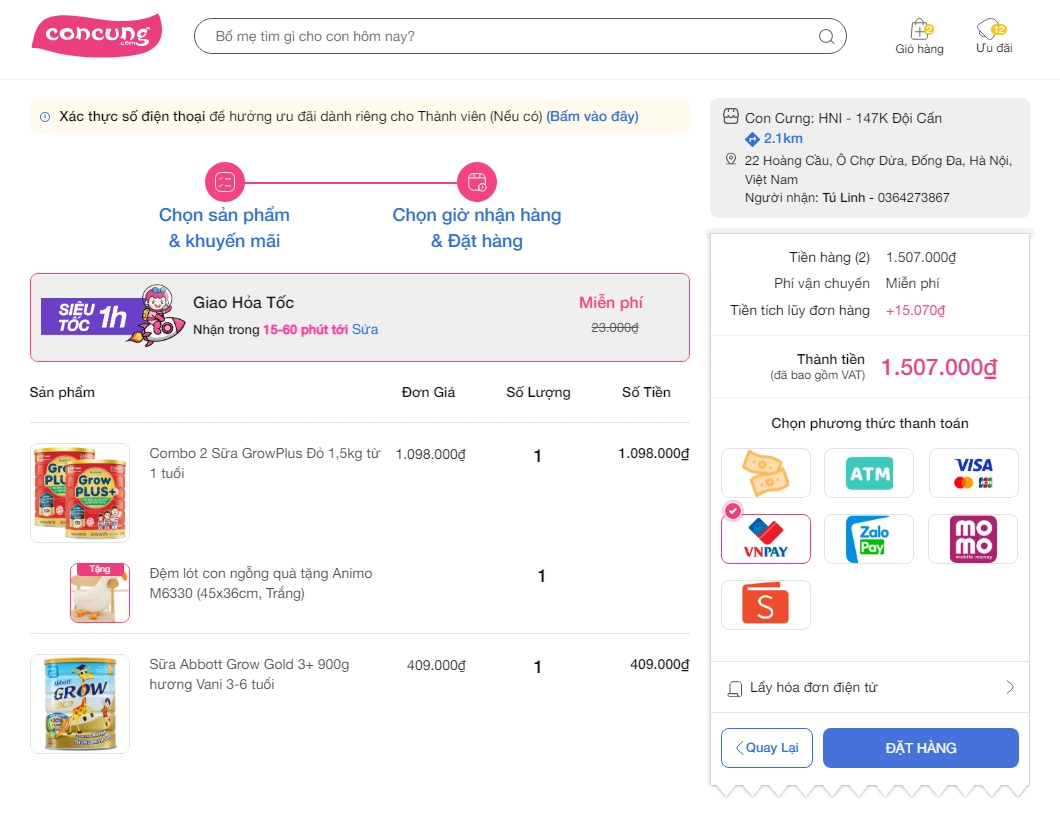 concung
.com
Bố mẹ tìm gì cho con hôm nay?
2
Giỏ hàng
12
Ưu đãi
Xác thực số điện thoại để hưởng ưu đãi dành riêng cho Thành viên (Nếu có) (Bấm vào đây)
Chọn sản phẩm
& khuyến mãi
Chọn giờ nhận hàng
& Đặt hàng
SIÊU
TỐC 1h
Giao Hỏa Tốc
Nhận trong 15-60 phút tới Sửa
Miễn phí
23.000₫
Sản phẩm
Đơn Giá
Số Lượng
Số Tiền
Combo 2 Sữa GrowPlus Đỏ 1,5kg từ
1 tuổi
1.098.000₫
1
1.098.000₫
Grow
PLUS+
Tặng
Đệm lót con ngỗng quà tặng Animo
M6330 (45x36cm, Trắng)
1
Sữa Abbott Grow Gold 3+ 900g
hương Vani 3-6 tuổi
409.000₫
1
409.000₫
Abbott
GROW
GOLD
Con Cưng: HNI - 147K Đội Cấn
2.1km
22 Hoàng Cầu, Ô Chợ Dừa, Đống Đa, Hà Nội,
Việt Nam
Người nhận: Tú Linh - 0364273867
Tiền hàng (2) 1.507.000₫
Phí vận chuyển Miễn phí
Tiền tích lũy đơn hàng +15.070₫
Thành tiền
(đã bao gồm VAT)
1.507.000₫
Chọn phương thức thanh toán
ATM
VISA
JCB
VNPAY
Zalo
Pay
mo
mo
mobile money
S
Lấy hóa đơn điện tử
Quay Lại
ĐẶT HÀNG